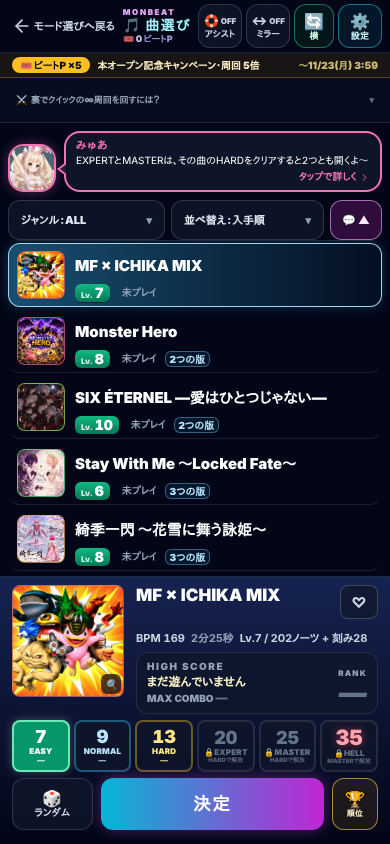 ← モード選びへ戻る
MONBEAT
🎵 曲選び
🎟 0 ビートP
🛟 OFF
アシスト
↔ OFF
ミラー
🔄
横
⚙️
設定
🎟 ビートP ×5 本オープン記念キャンペーン・周回 5倍 〜11/23(月) 3:59
⚔️ 裏でクイックの∞周回を回すには? ▼
みゅあ
EXPERTとMASTERは、その曲のHARDをクリアすると2つとも開くよ〜
タップで詳しく ›
ジャンル:ALL ▼
並べ替え:入手順 ▼
💬 ▲
MF × ICHIKA MIX
Lv. 7 未プレイ
Monster Hero
Lv. 8 未プレイ 2つの版
SIX ÉTERNEL —愛はひとつじゃない—
Lv. 10 未プレイ 2つの版
Stay With Me 〜Locked Fate〜
Lv. 6 未プレイ 3つの版
綺季一閃 〜花雪に舞う詠姫〜
Lv. 8 未プレイ 3つの版
MF × ICHIKA MIX
♡
BPM 169 2分25秒 Lv.7 / 202ノーツ + 刻み28
HIGH SCORE
まだ遊んでいません
MAX COMBO —
RANK
—
7
EASY
—
9
NORMAL
—
13
HARD
—
20
🔒EXPERT
HARDで解放
25
🔒MASTER
HARDで解放
35
🔒HELL
MASTERで解放
🎲
ランダム
決定
🏆
順位